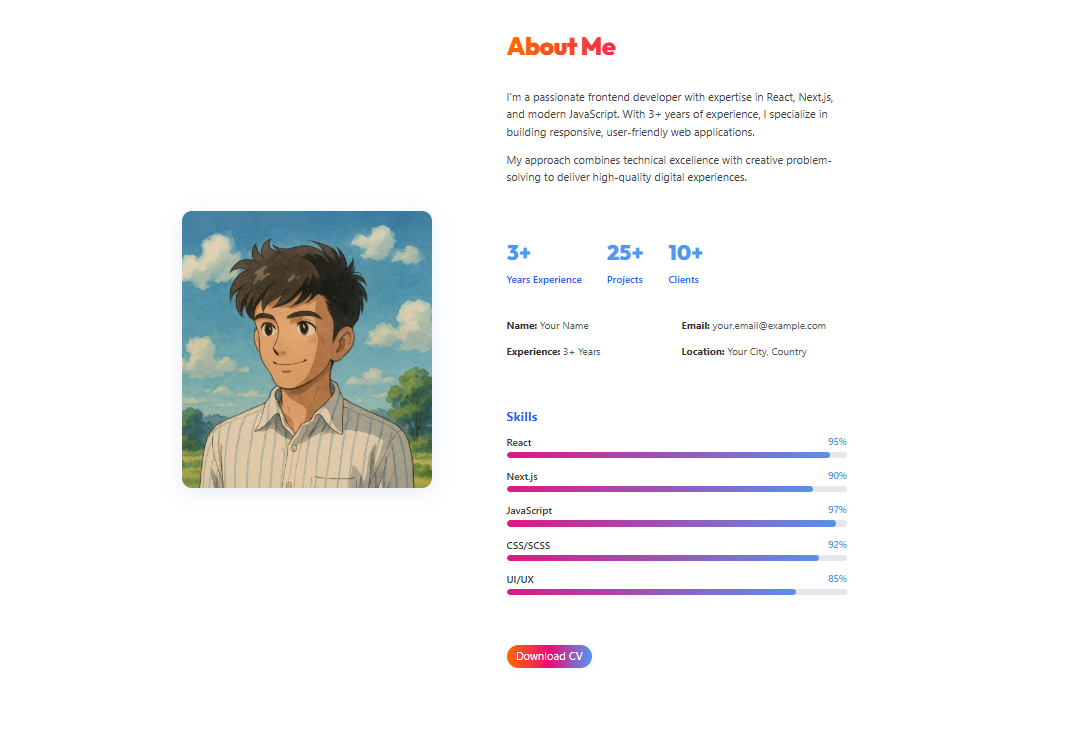 About Me
I'm a passionate frontend developer with expertise in React, Next.js,
and modern JavaScript. With 3+ years of experience, I specialize in
building responsive, user-friendly web applications.
My approach combines technical excellence with creative problem-
solving to deliver high-quality digital experiences.
3+ 25+ 10+
Years Experience Projects Clients
Name: Your Name Email: your.email@example.com
Experience: 3+ Years Location: Your City, Country
Skills
React 95%
Next.js 90%
JavaScript 97%
CSS/SCSS 92%
UI/UX 85%
Download CV